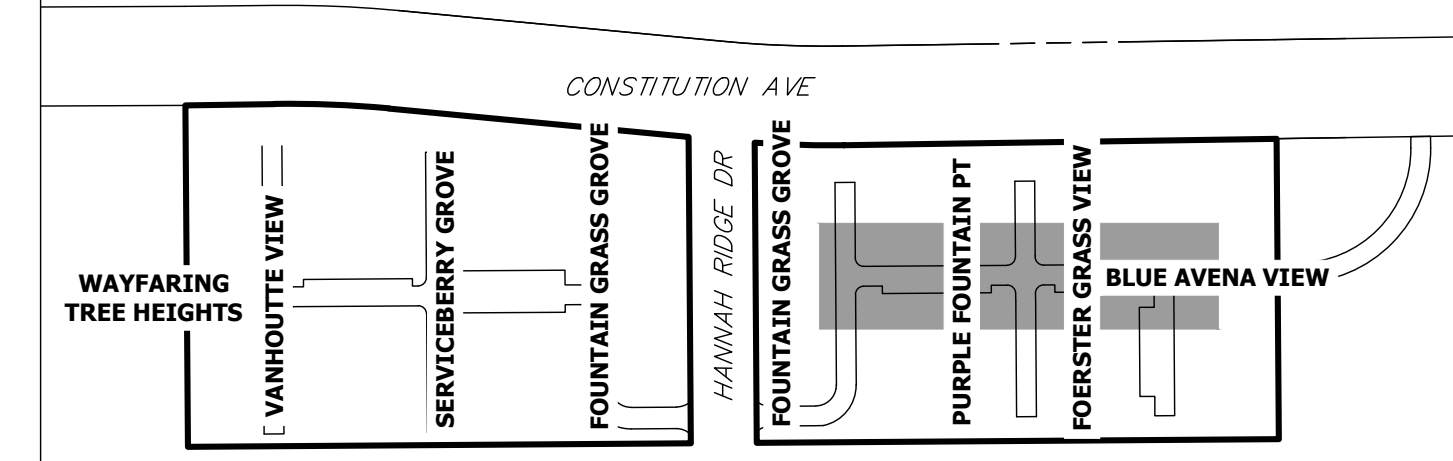 CONSTITUTION AVE
WAYFARING
TREE HEIGHTS
VANHOUTTE VIEW
SERVICEBERRY GROVE
FOUNTAIN GRASS GROVE
HANNAH RIDGE DR
FOUNTAIN GRASS GROVE
PURPLE FOUNTAIN PT
FOERSTER GRASS VIEW
BLUE AVENA VIEW